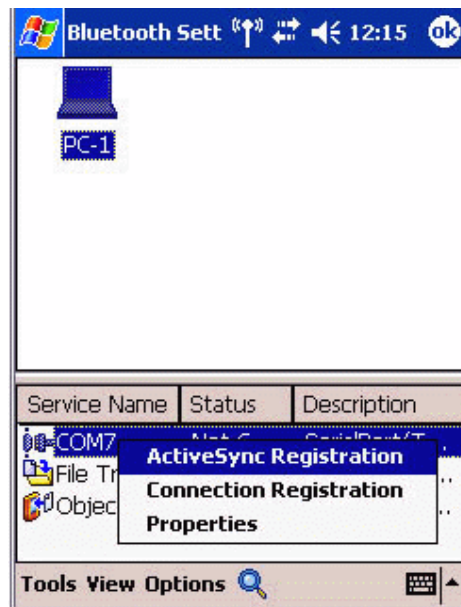 Bluetooth Sett 12:15 ok
PC-1
Service Name Status Description
COM7
ActiveSync Registration
File Tr
Connection Registration
Objec
Properties
Tools View Options